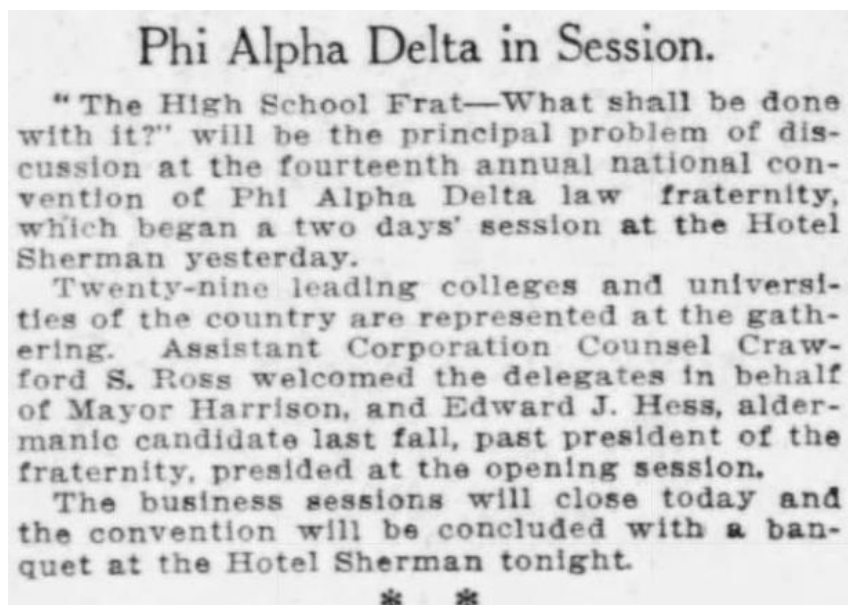 Phi Alpha Delta in Session.
"The High School Frat—What shall be done
with it?" will be the principal problem of dis-
cussion at the fourteenth annual national con-
vention of Phi Alpha Delta law fraternity,
which began a two days' session at the Hotel
Sherman yesterday.
Twenty-nine leading colleges and universi-
ties of the country are represented at the gath-
ering. Assistant Corporation Counsel Craw-
ford S. Ross welcomed the delegates in behalf
of Mayor Harrison, and Edward J. Hess, alder-
manic candidate last fall, past president of the
fraternity, presided at the opening session.
The business sessions will close today and
the convention will be concluded with a ban-
quet at the Hotel Sherman tonight.
* *